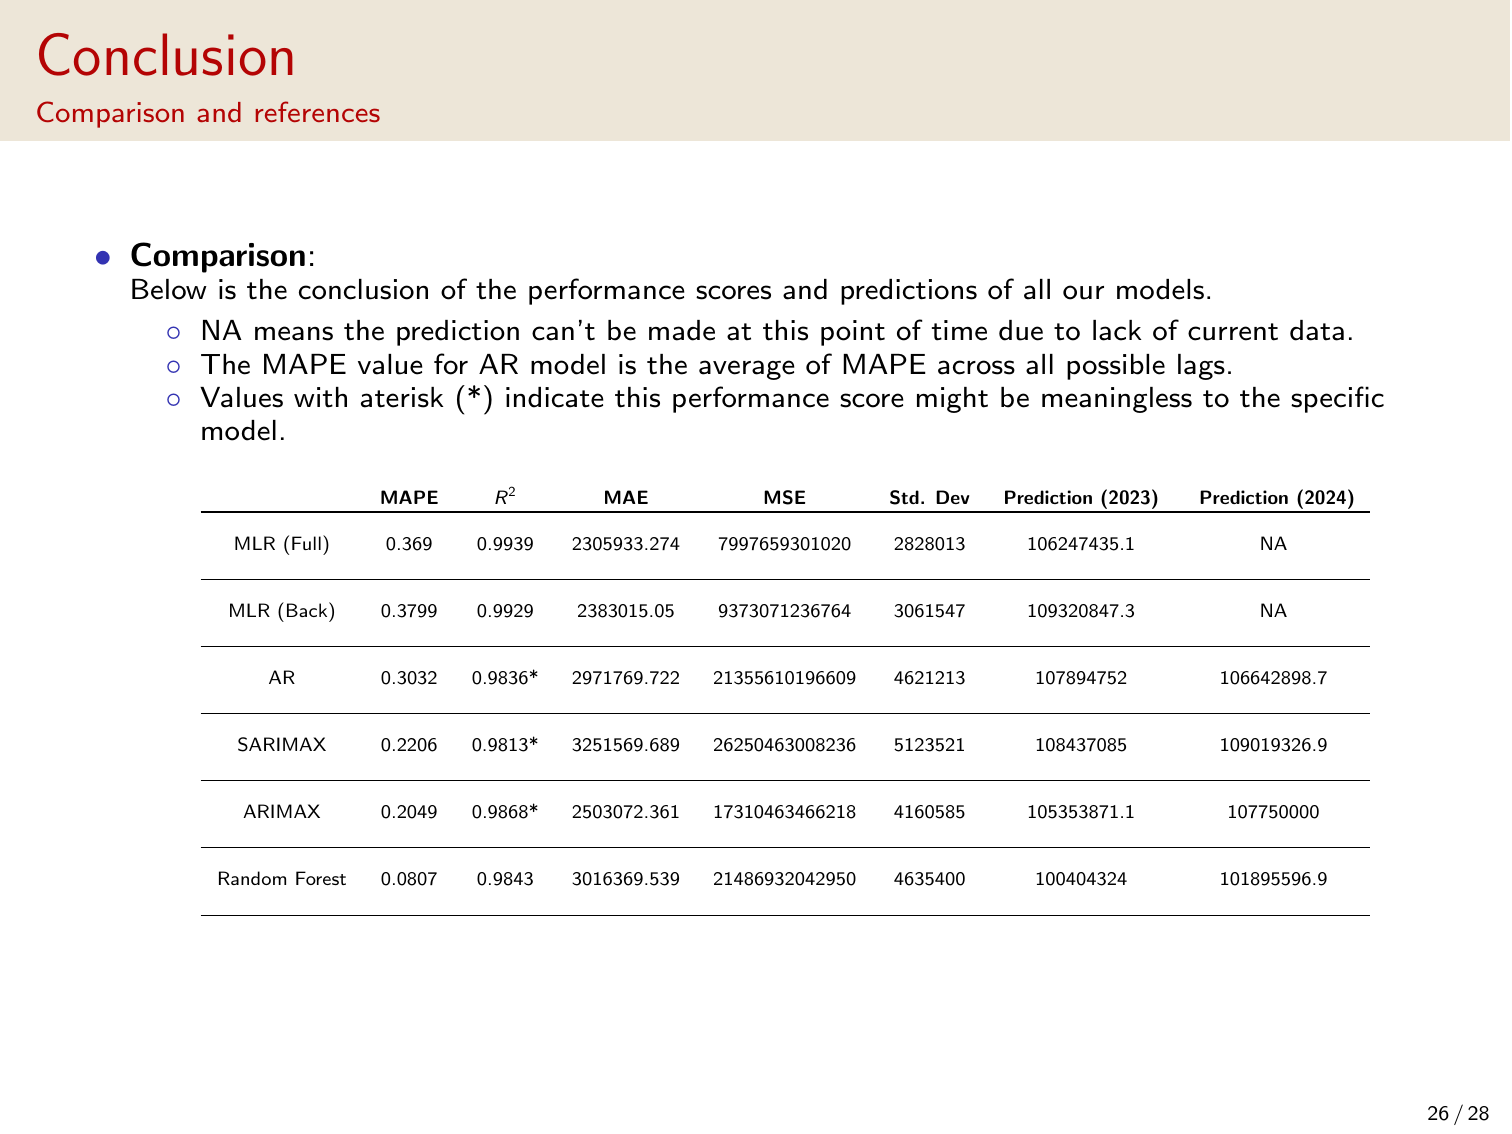 Conclusion
Comparison and references
• Comparison:
Below is the conclusion of the performance scores and predictions of all our models.
◦ NA means the prediction can't be made at this point of time due to lack of current data.
◦ The MAPE value for AR model is the average of MAPE across all possible lags.
◦ Values with aterisk (*) indicate this performance score might be meaningless to the specific
model.
MAPE R² MAE MSE Std. Dev Prediction (2023) Prediction (2024)
MLR (Full) 0.369 0.9939 2305933.274 7997659301020 2828013 106247435.1 NA
MLR (Back) 0.3799 0.9929 2383015.05 9373071236764 3061547 109320847.3 NA
AR 0.3032 0.9836* 2971769.722 21355610196609 4621213 107894752 106642898.7
SARIMAX 0.2206 0.9813* 3251569.689 26250463008236 5123521 108437085 109019326.9
ARIMAX 0.2049 0.9868* 2503072.361 17310463466218 4160585 105353871.1 107750000
Random Forest 0.0807 0.9843 3016369.539 21486932042950 4635400 100404324 101895596.9
26 / 28